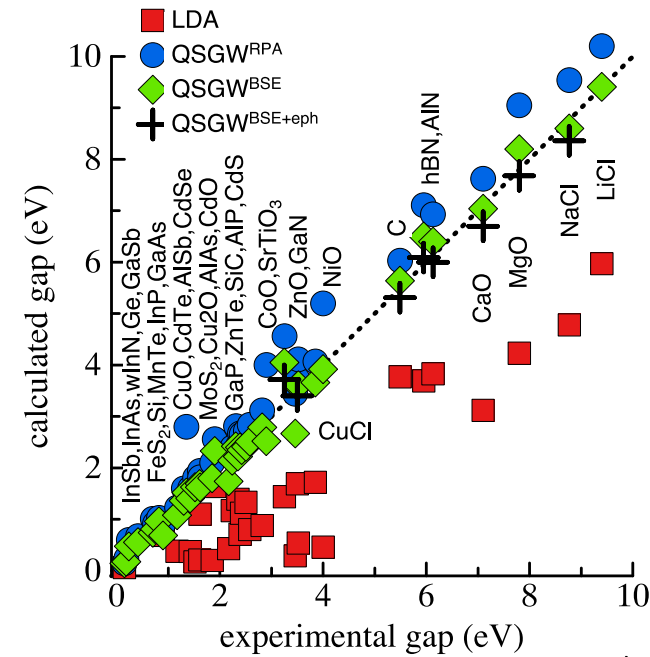 LDA
QSGW^RPA
QSGW^BSE
QSGW^BSE+eph
10
8
6
4
2
0
0
2
4
6
8
10
calculated gap (eV)
experimental gap (eV)
InSb,InAs,wInN,Ge,GaSb
FeS₂,Si,MnTe,InP,GaAs
CuO,CdTe,AlSb,CdSe
MoS₂,Cu2O,AlAs,CdO
GaP,ZnTe,SiC,AlP,CdS
CoO,SrTiO₃
ZnO,GaN
NiO
CuCl
C
hBN,AlN
CaO
MgO
NaCl
LiCl